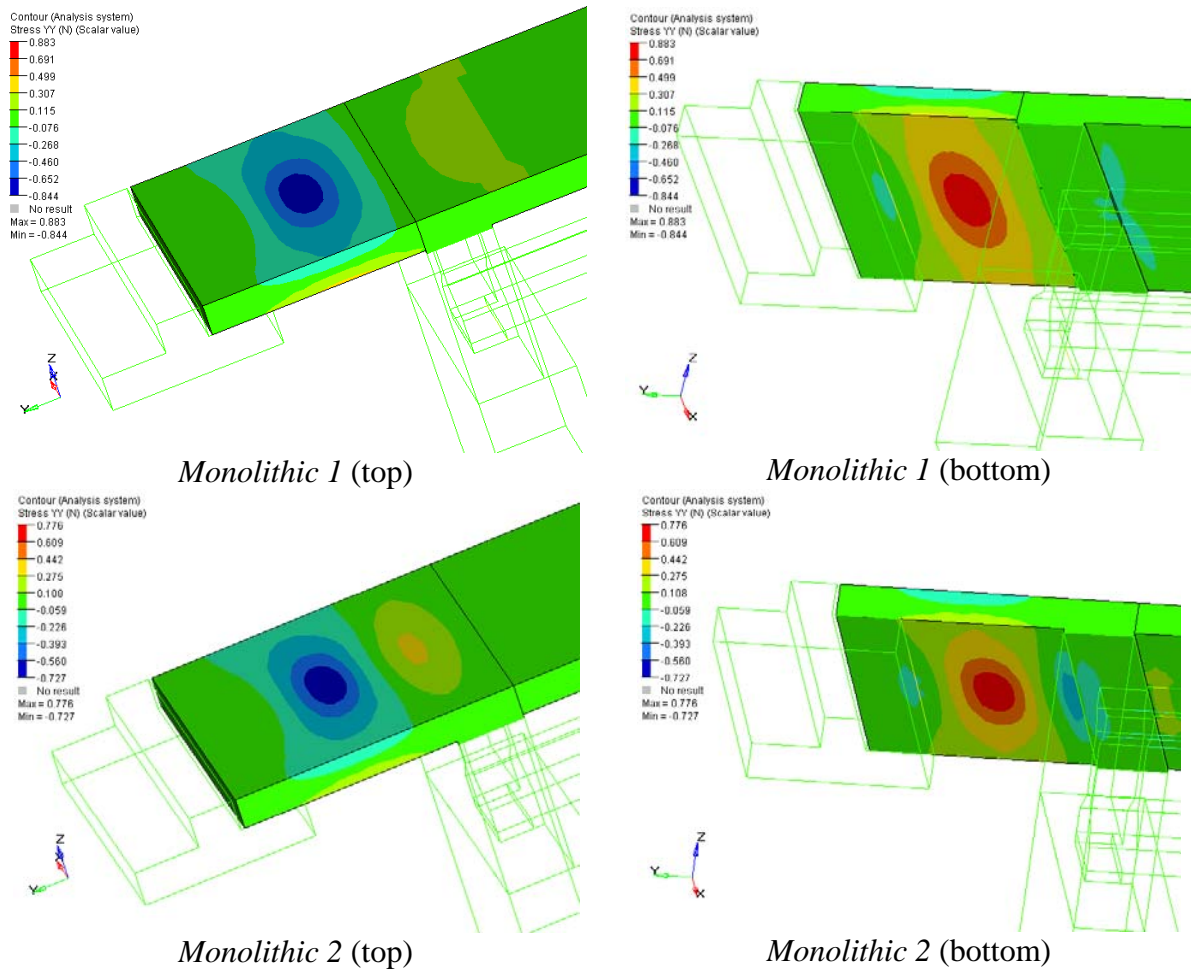 Contour (Analysis system)
Stress YY (N) (Scalar value)
0.883
0.691
0.499
0.307
0.115
-0.076
-0.268
-0.460
-0.652
-0.844
No result
Max = 0.883
Min = -0.844
Z
X
Y
Monolithic 1 (top)
Contour (Analysis system)
Stress YY (N) (Scalar value)
0.883
0.691
0.499
0.307
0.115
-0.076
-0.268
-0.460
-0.652
-0.844
No result
Max = 0.883
Min = -0.844
Z
Y
X
Monolithic 1 (bottom)
Contour (Analysis system)
Stress YY (N) (Scalar value)
0.776
0.609
0.442
0.275
0.108
-0.059
-0.226
-0.393
-0.560
-0.727
No result
Max = 0.776
Min = -0.727
Z
X
Y
Monolithic 2 (top)
Contour (Analysis system)
Stress YY (N) (Scalar value)
0.776
0.609
0.442
0.275
0.108
-0.059
-0.226
-0.393
-0.560
-0.727
No result
Max = 0.776
Min = -0.727
Z
Y
X
Monolithic 2 (bottom)